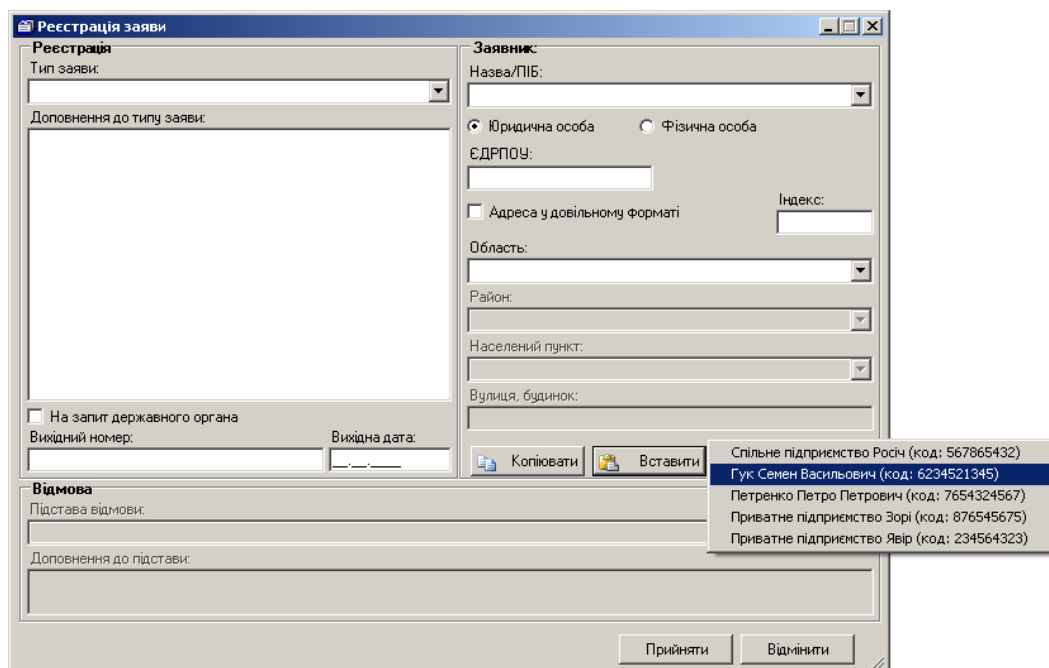 Реєстрація заяви
Реєстрація
Тип заяви:
Доповнення до типу заяви:
На запит державного органа
Вихідний номер:
Вихідна дата:
__.__.____
Заявник:
Назва/ПІБ:
Юридична особа
Фізична особа
ЄДРПОУ:
Адреса у довільному форматі
Індекс:
Область:
Район:
Населений пункт:
Вулиця, будинок:
Копіювати
Вставити
Спільне підприємство Росіч (код: 567865432)
Гук Семен Васильович (код: 6234521345)
Петренко Петро Петрович (код: 7654324567)
Приватне підприємство Зорі (код: 876545675)
Приватне підприємство Явір (код: 234564323)
Відмова
Підстава відмови:
Доповнення до підстави:
Прийняти
Відмінити